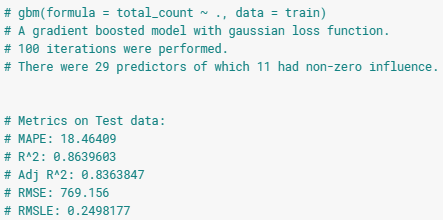 # gbm(formula = total_count ~ ., data = train)
# A gradient boosted model with gaussian loss function.
# 100 iterations were performed.
# There were 29 predictors of which 11 had non-zero influence.
# Metrics on Test data:
# MAPE: 18.46409
# R^2: 0.8639603
# Adj R^2: 0.8363847
# RMSE: 769.156
# RMSLE: 0.2498177